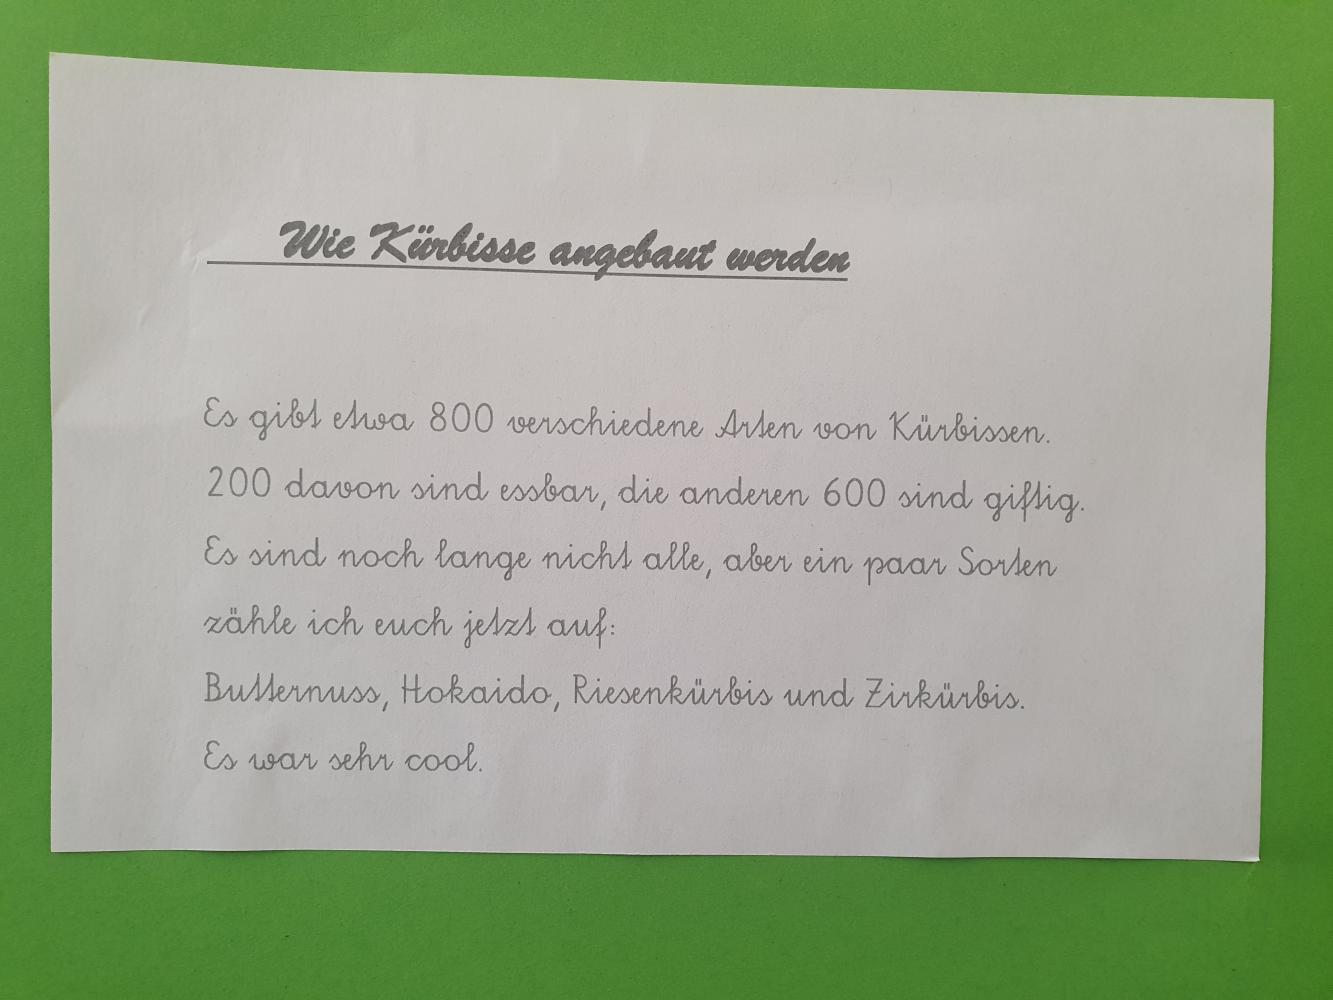 Wie Kürbisse angebaut werden
Es gibt etwa 800 verschiedene Arten von Kürbissen.
200 davon sind essbar, die anderen 600 sind giftig.
Es sind noch lange nicht alle, aber ein paar Sorten
zähle ich euch jetzt auf:
Butternuss, Hokaido, Riesenkürbis und Zirkürbis.
Es war sehr cool.